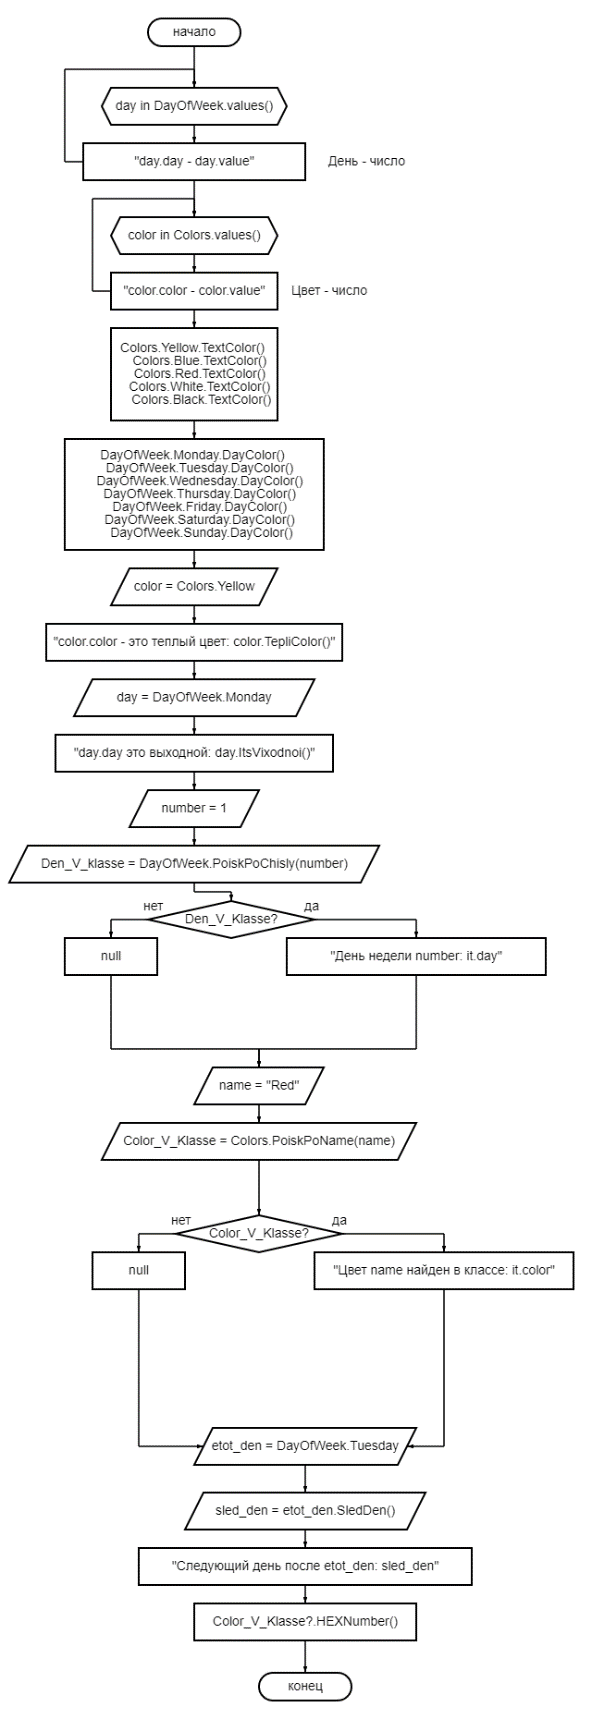 начало
day in DayOfWeek.values()
"day.day - day.value"
День - число
color in Colors.values()
"color.color - color.value"
Цвет - число
Colors.Yellow.TextColor()
Colors.Blue.TextColor()
Colors.Red.TextColor()
Colors.White.TextColor()
Colors.Black.TextColor()
DayOfWeek.Monday.DayColor()
DayOfWeek.Tuesday.DayColor()
DayOfWeek.Wednesday.DayColor()
DayOfWeek.Thursday.DayColor()
DayOfWeek.Friday.DayColor()
DayOfWeek.Saturday.DayColor()
DayOfWeek.Sunday.DayColor()
color = Colors.Yellow
"color.color - это теплый цвет: color.TepliColor()"
day = DayOfWeek.Monday
"day.day это выходной: day.ItsVixodnoi()"
number = 1
Den_V_klasse = DayOfWeek.PoiskPoChisly(number)
нет
да
Den_V_Klasse?
null
"День недели number: it.day"
name = "Red"
Color_V_Klasse = Colors.PoiskPoName(name)
нет
да
Color_V_Klasse?
null
"Цвет name найден в классе: it.color"
etot_den = DayOfWeek.Tuesday
sled_den = etot_den.SledDen()
"Следующий день после etot_den: sled_den"
Color_V_Klasse?.HEXNumber()
конец